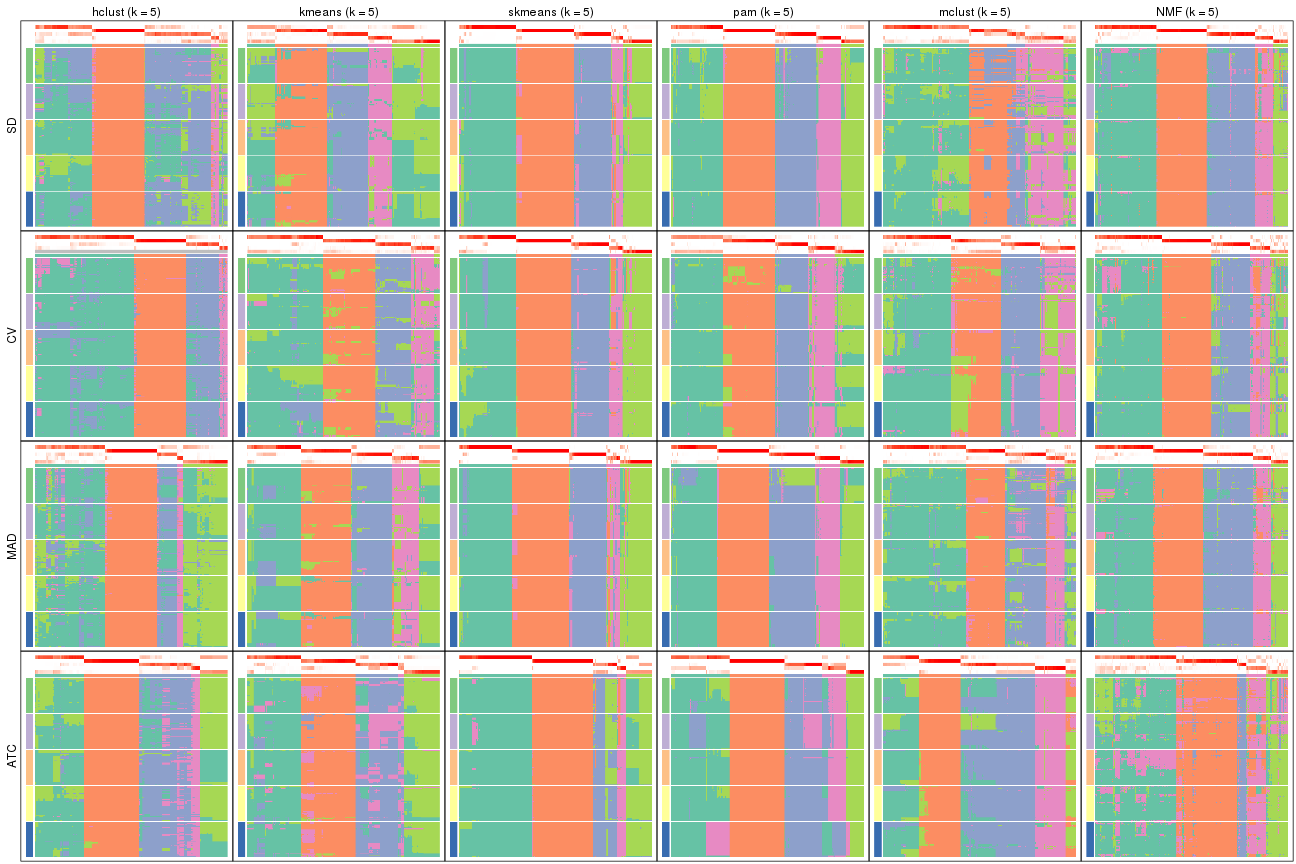 hclust (k = 5) kmeans (k = 5) skmeans (k = 5) pam (k = 5) mclust (k = 5) NMF (k = 5)
SD
CV
MAD
ATC